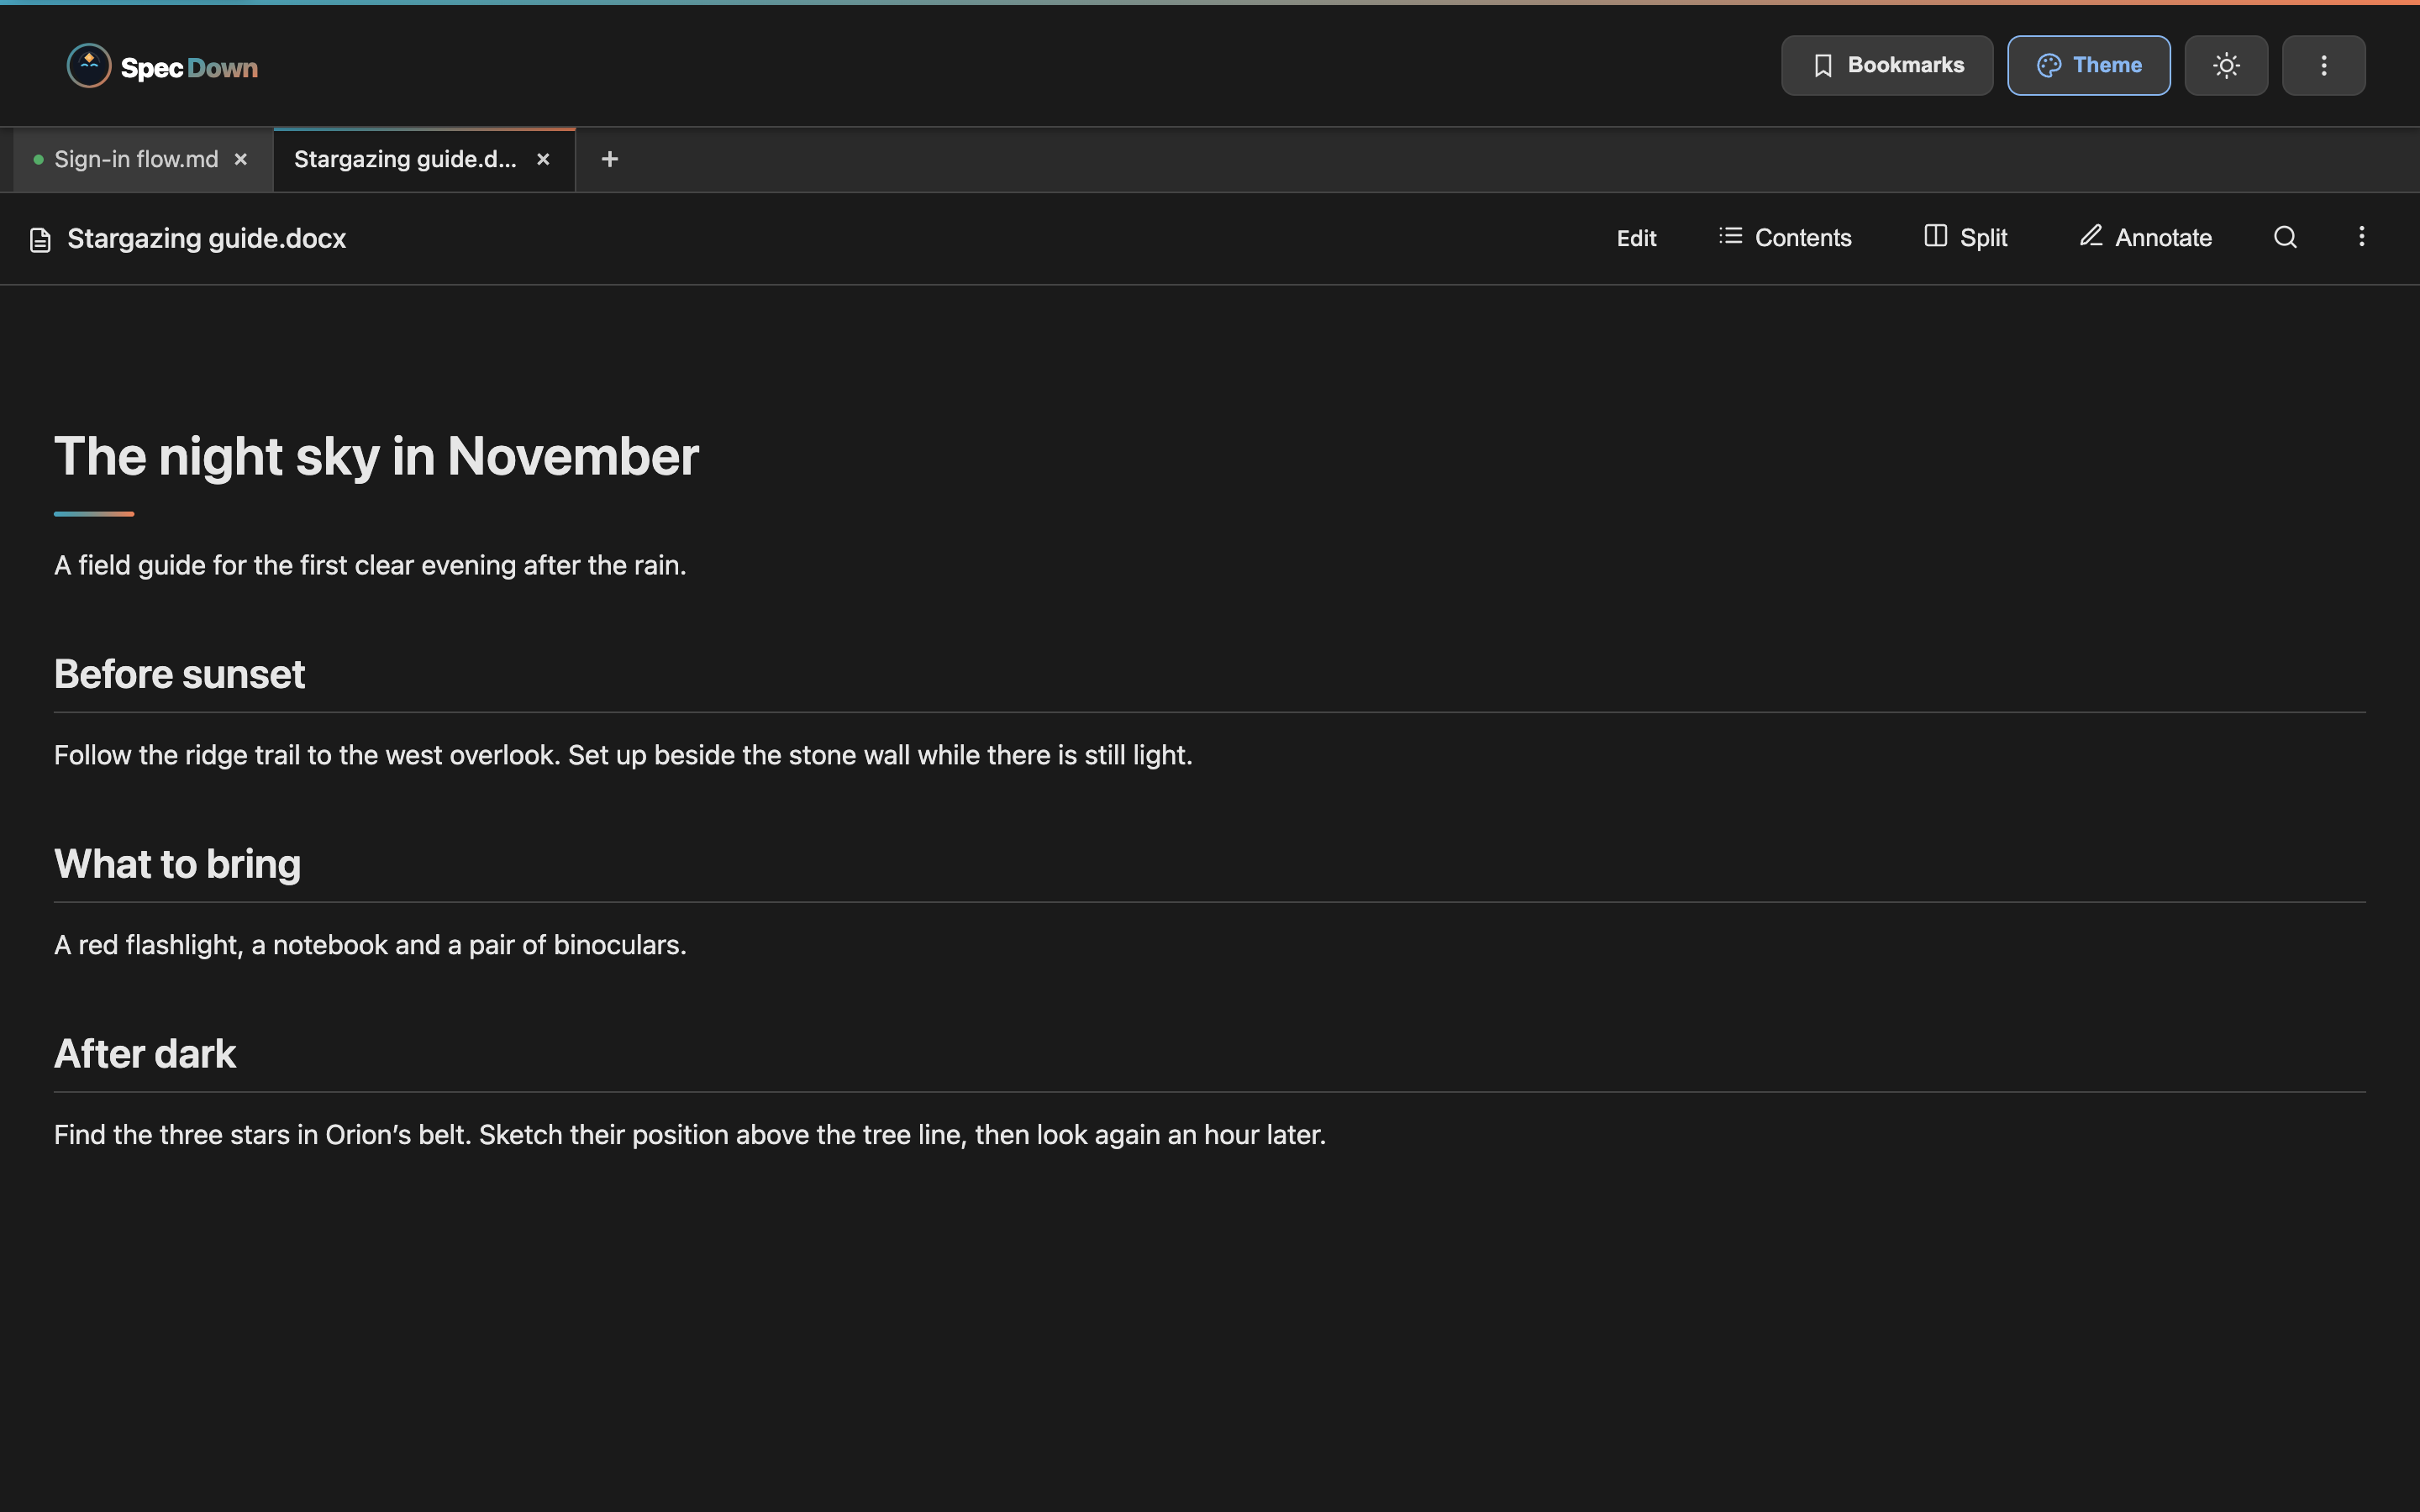 SpecDown
Bookmarks
Theme
Sign-in flow.md
Stargazing guide.d...
Stargazing guide.docx
Edit
Contents
Split
Annotate
The night sky in November
A field guide for the first clear evening after the rain.
Before sunset
Follow the ridge trail to the west overlook. Set up beside the stone wall while there is still light.
What to bring
A red flashlight, a notebook and a pair of binoculars.
After dark
Find the three stars in Orion’s belt. Sketch their position above the tree line, then look again an hour later.